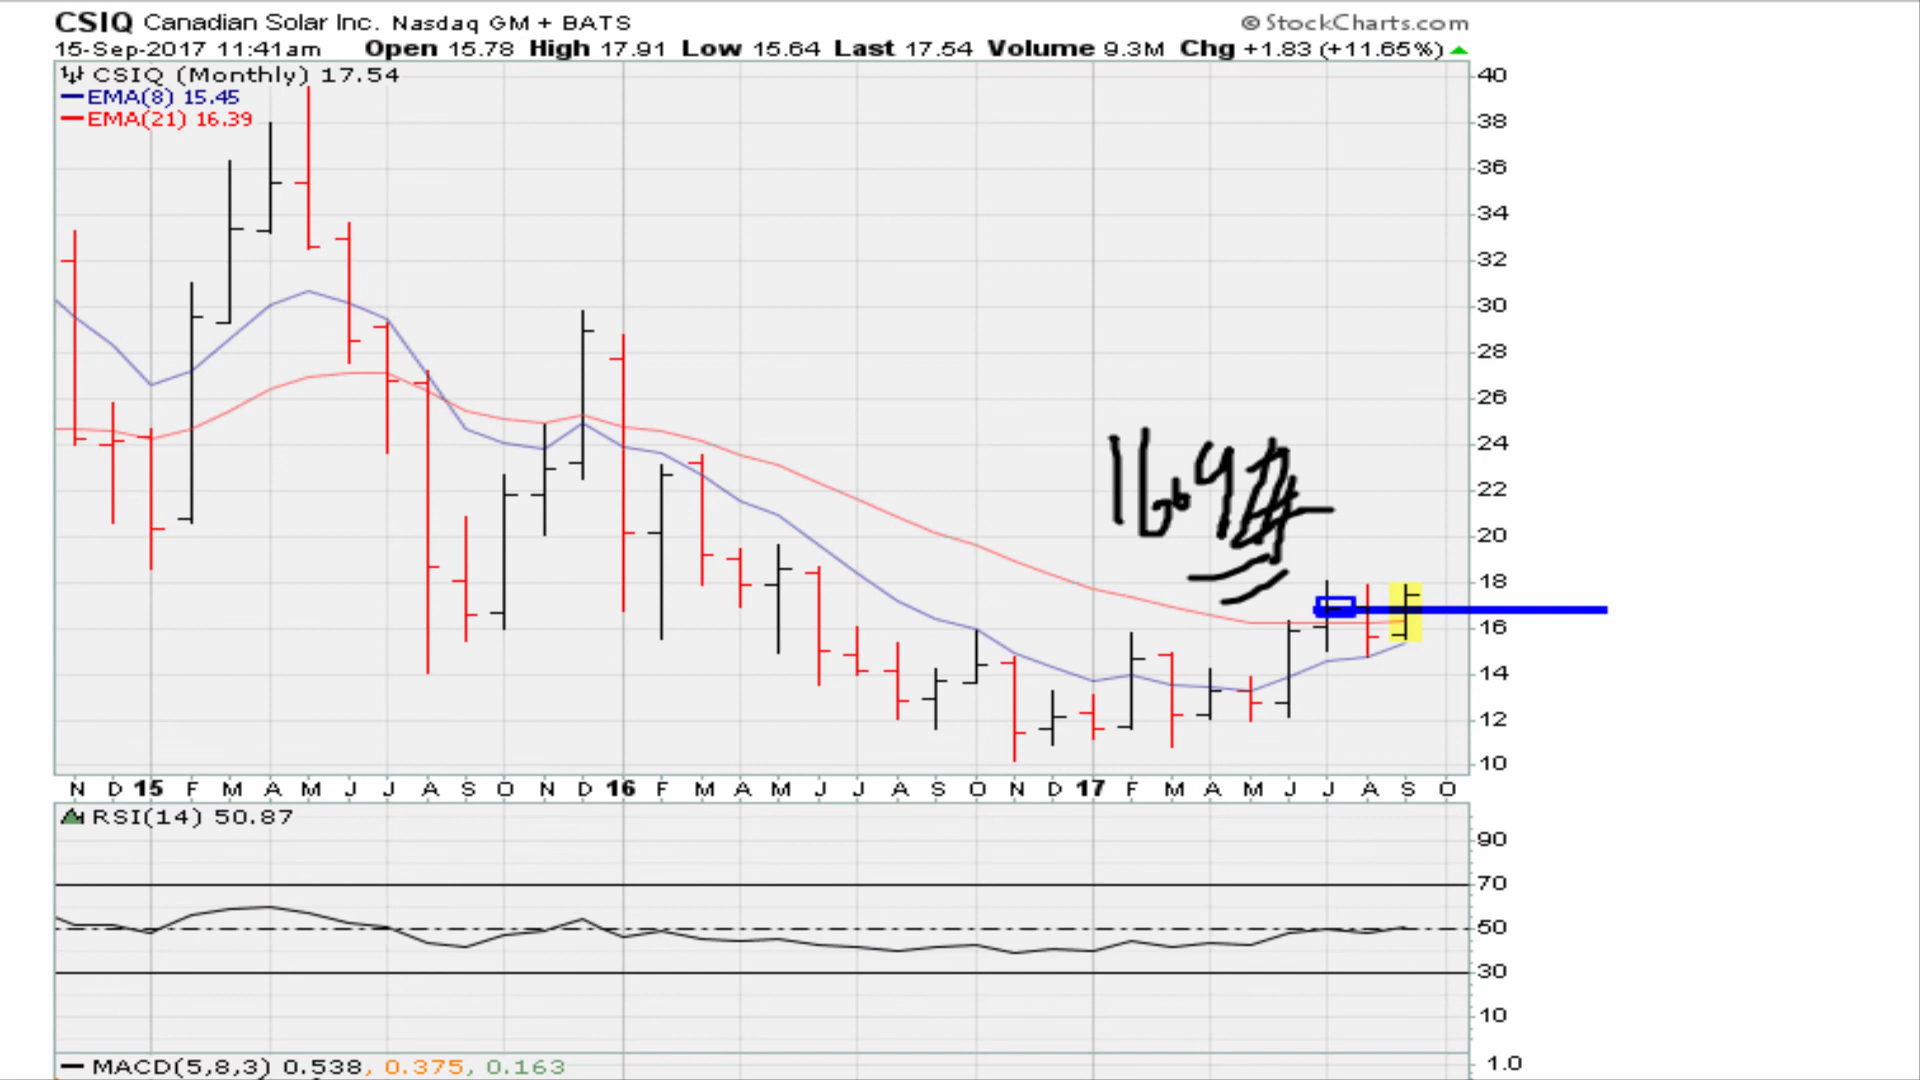 CSIQ Canadian Solar Inc. Nasdaq GM + BATS © StockCharts.com
15-Sep-2017 11:41am Open 15.78 High 17.91 Low 15.64 Last 17.54 Volume 9.3M Chg +1.83 (+11.65%)
CSIQ (Monthly) 17.54
EMA(8) 15.45
EMA(21) 16.39
40
38
36
34
32
30
28
26
24
22
20
18
16
14
12
10
N D 15 F M A M J J A S O N D 16 F M A M J J A S O N D 17 F M A M J J A S O
RSI(14) 50.87
90
70
50
30
10
MACD(5,8,3) 0.538, 0.375, 0.163
1.0